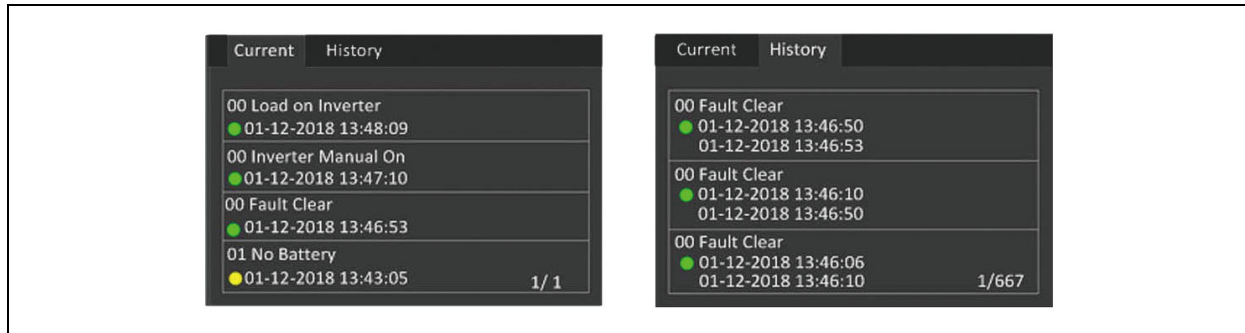 Current History
00 Load on Inverter
01-12-2018 13:48:09
00 Inverter Manual On
01-12-2018 13:47:10
00 Fault Clear
01-12-2018 13:46:53
01 No Battery
01-12-2018 13:43:05
1/ 1
Current History
00 Fault Clear
01-12-2018 13:46:50
01-12-2018 13:46:53
00 Fault Clear
01-12-2018 13:46:10
01-12-2018 13:46:50
00 Fault Clear
01-12-2018 13:46:06
01-12-2018 13:46:10
1/667